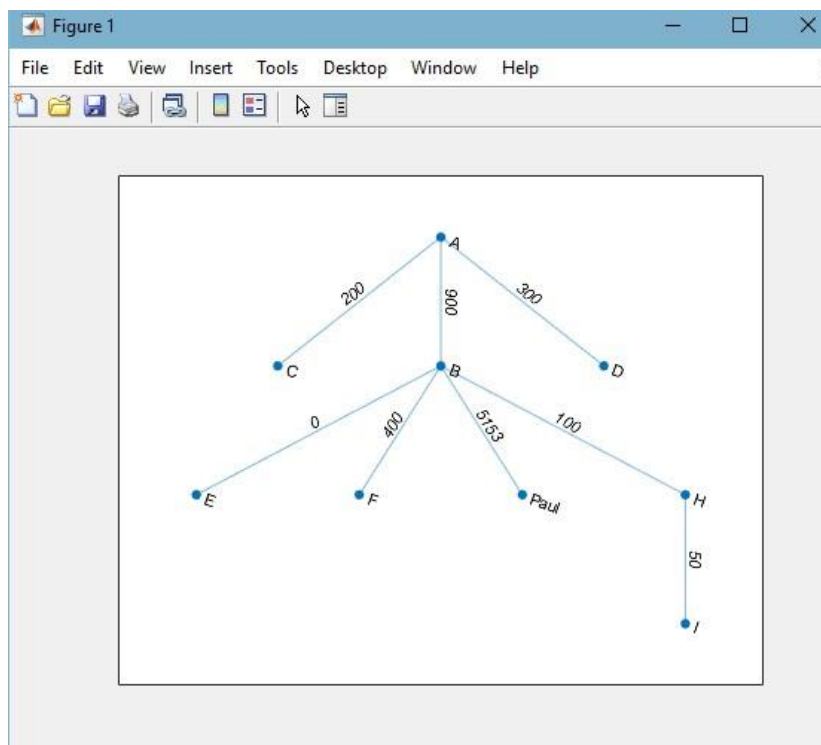 Figure 1
File Edit View Insert Tools Desktop Window Help
A
200
900
300
C
B
D
0
400
5153
100
E
F
Paul
H
50
I